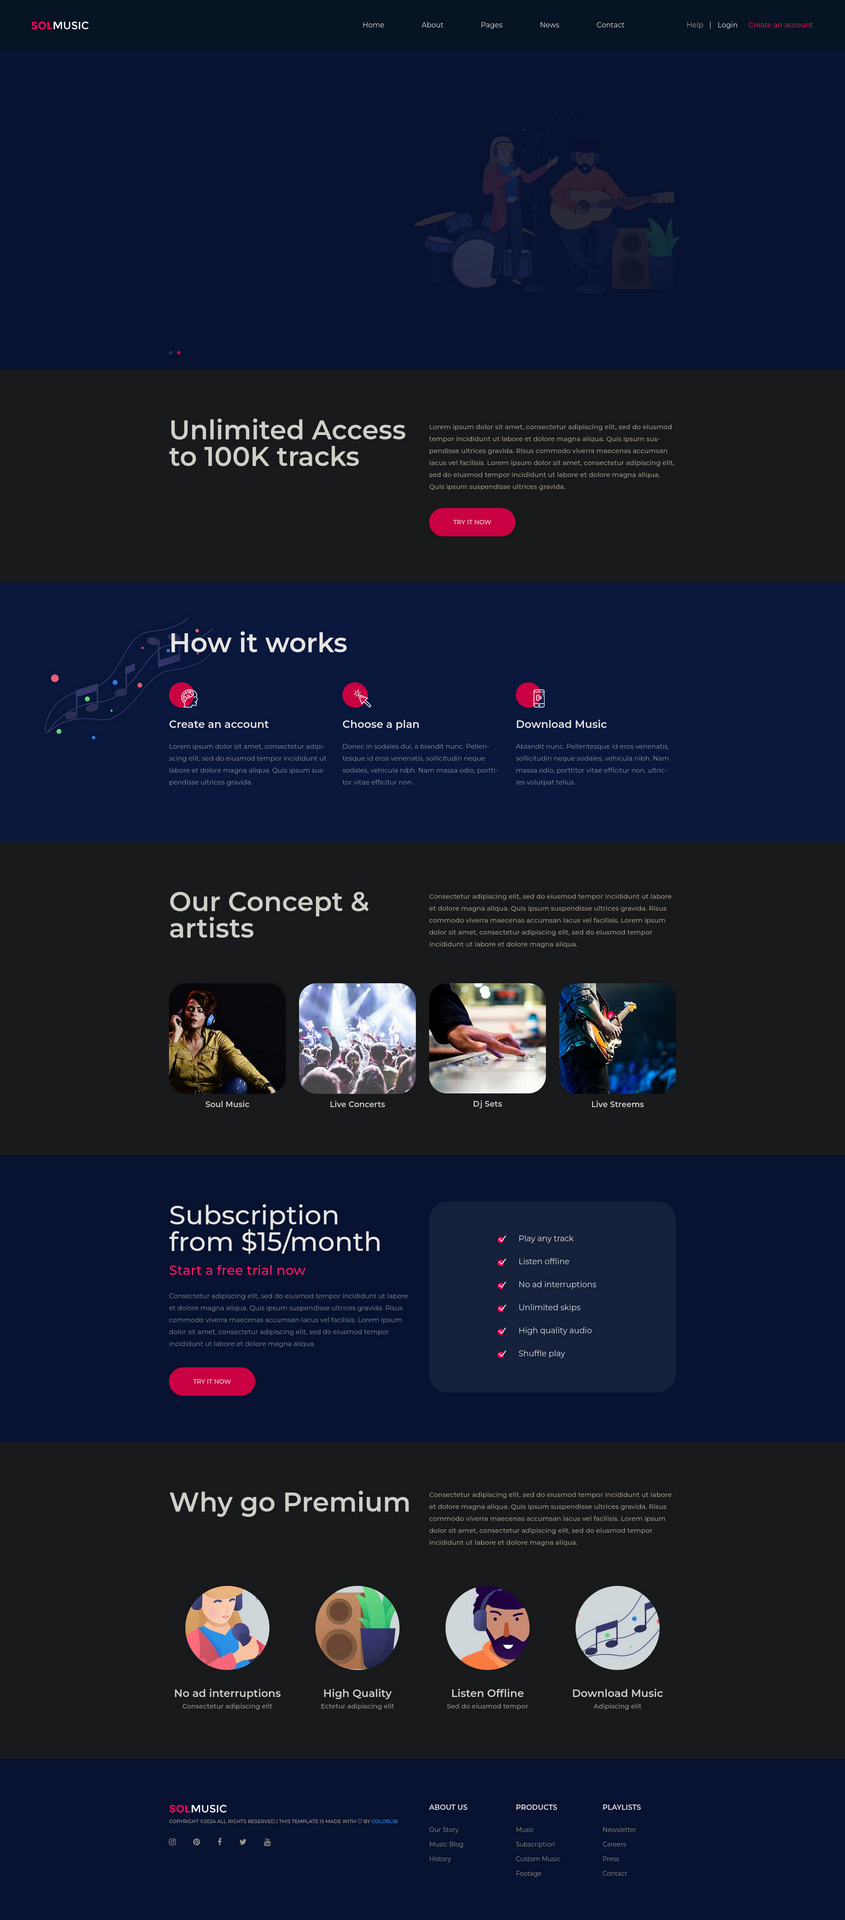 SOLMUSIC
Home
About
Pages
News
Contact
Help | Login
Create an account
Unlimited Access
to 100K tracks
Lorem ipsum dolor sit amet, consectetur adipiscing elit, sed do eiusmod
tempor incididunt ut labore et dolore magna aliqua. Quis ipsum sus-
pendisse ultrices gravida. Risus commodo viverra maecenas accumsan
lacus vel facilisis. Lorem ipsum dolor sit amet, consectetur adipiscing elit,
sed do eiusmod tempor incididunt ut labore et dolore magna aliqua.
Quis ipsum suspendisse ultrices gravida.
TRY IT NOW
How it works
Create an account
Lorem ipsum dolor sit amet, consectetur adipi-
scing elit, sed do eiusmod tempor incididunt ut
labore et dolore magna aliqua. Quis ipsum sus-
pendisse ultrices gravida.
Choose a plan
Donec in sodales dui, a blandit nunc. Pellen-
tesque id eros venenatis, sollicitudin neque
sodales, vehicula nibh. Nam massa odio, portti-
tor vitae efficitur non.
Download Music
Ablandit nunc. Pellentesque id eros venenatis,
sollicitudin neque sodales, vehicula nibh. Nam
massa odio, porttitor vitae efficitur non, ultric-
ies volutpat tellus.
Our Concept &
artists
Consectetur adipiscing elit, sed do eiusmod tempor incididunt ut labore
et dolore magna aliqua. Quis ipsum suspendisse ultrices gravida. Risus
commodo viverra maecenas accumsan lacus vel facilisis. Lorem ipsum
dolor sit amet, consectetur adipiscing elit, sed do eiusmod tempor
incididunt ut labore et dolore magna aliqua.
Soul Music
Live Concerts
Dj Sets
Live Streems
Subscription
from $15/month
Start a free trial now
Consectetur adipiscing elit, sed do eiusmod tempor incididunt ut labore
et dolore magna aliqua. Quis ipsum suspendisse ultrices gravida. Risus
commodo viverra maecenas accumsan lacus vel facilisis. Lorem ipsum
dolor sit amet, consectetur adipiscing elit, sed do eiusmod tempor
incididunt ut labore et dolore magna aliqua.
TRY IT NOW
Play any track
Listen offline
No ad interruptions
Unlimited skips
High quality audio
Shuffle play
Why go Premium
Consectetur adipiscing elit, sed do eiusmod tempor incididunt ut labore
et dolore magna aliqua. Quis ipsum suspendisse ultrices gravida. Risus
commodo viverra maecenas accumsan lacus vel facilisis. Lorem ipsum
dolor sit amet, consectetur adipiscing elit, sed do eiusmod tempor
incididunt ut labore et dolore magna aliqua.
No ad interruptions
Consectetur adipiscing elit
High Quality
Ectetur adipiscing elit
Listen Offline
Sed do eiusmod tempor
Download Music
Adipiscing elit
SOLMUSIC
COPYRIGHT ©2024 ALL RIGHTS RESERVED | THIS TEMPLATE IS MADE WITH ♡ BY COLORLIB
ABOUT US
Our Story
Music Blog
History
PRODUCTS
Music
Subscription
Custom Music
Footage
PLAYLISTS
Newsletter
Careers
Press
Contact